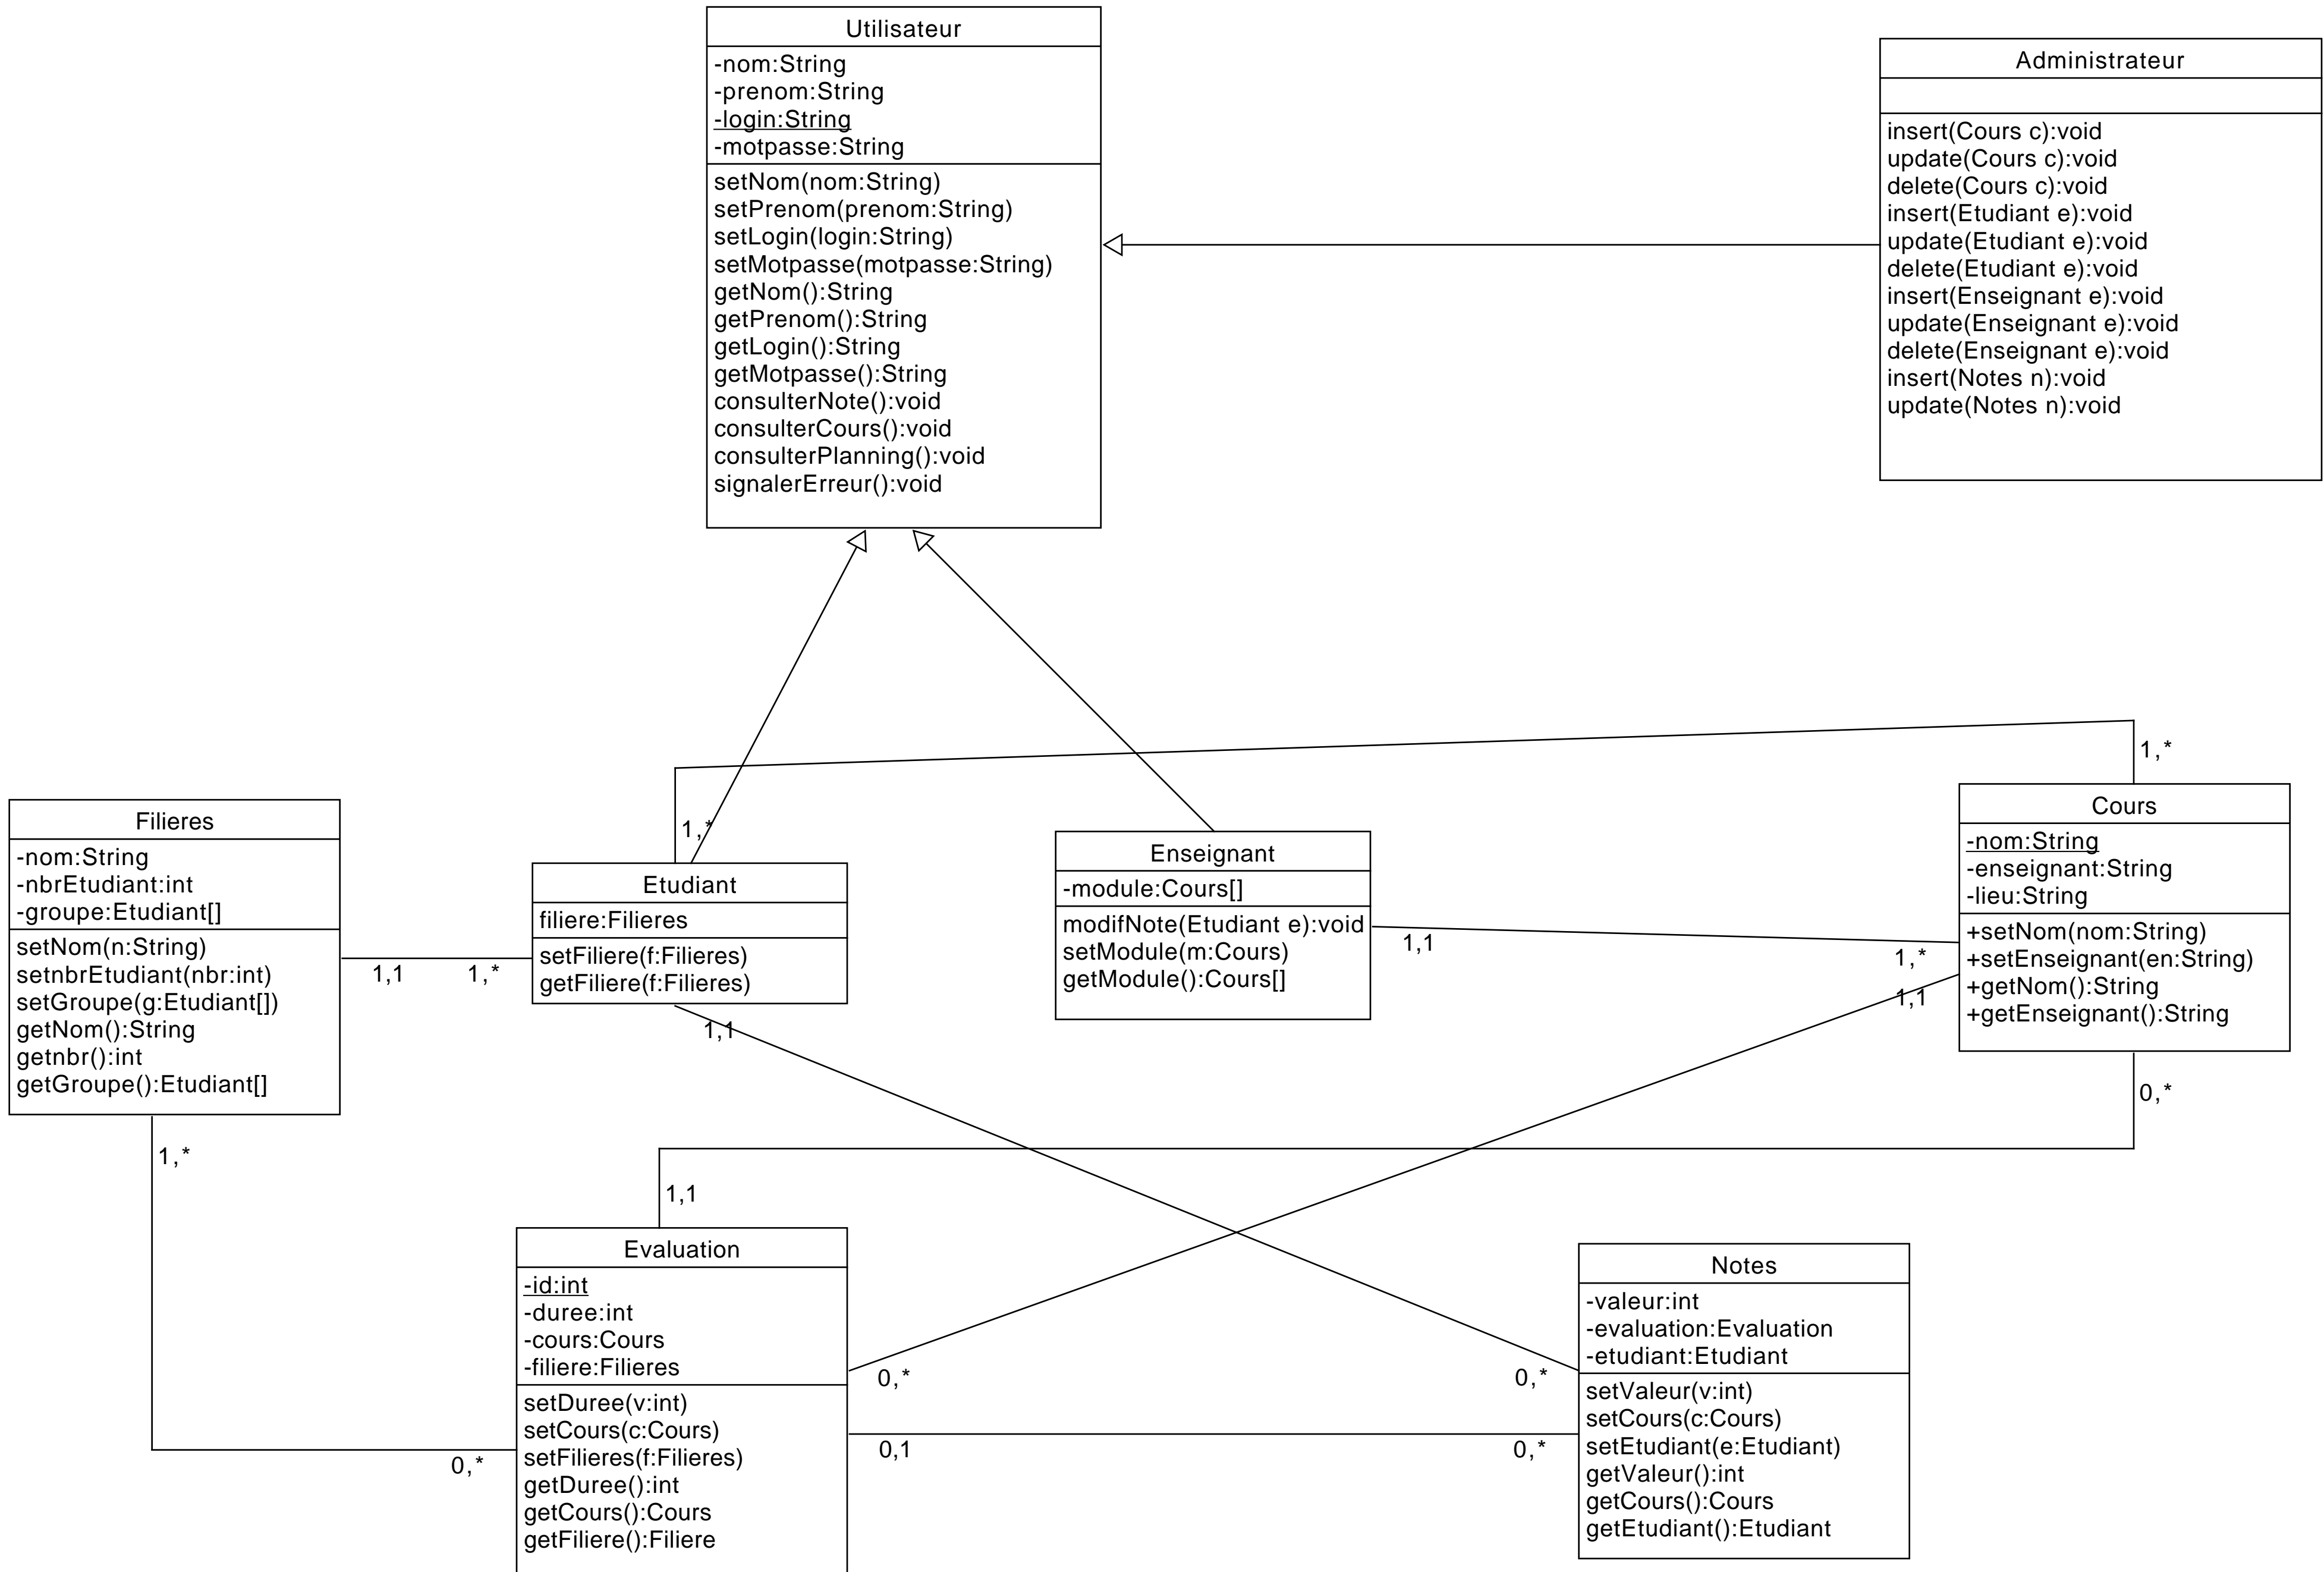 Utilisateur
-nom:String
-prenom:String
-login:String
-motpasse:String
setNom(nom:String)
setPrenom(prenom:String)
setLogin(login:String)
setMotpasse(motpasse:String)
getNom():String
getPrenom():String
getLogin():String
getMotpasse():String
consulterNote():void
consulterCours():void
consulterPlanning():void
signalerErreur():void
Administrateur
insert(Cours c):void
update(Cours c):void
delete(Cours c):void
insert(Etudiant e):void
update(Etudiant e):void
delete(Etudiant e):void
insert(Enseignant e):void
update(Enseignant e):void
delete(Enseignant e):void
insert(Notes n):void
update(Notes n):void
Filieres
-nom:String
-nbrEtudiant:int
-groupe:Etudiant[]
setNom(n:String)
setnbrEtudiant(nbr:int)
setGroupe(g:Etudiant[])
getNom():String
getnbr():int
getGroupe():Etudiant[]
1,1
1,*
1,*
Etudiant
filiere:Filieres
setFiliere(f:Filieres)
getFiliere(f:Filieres)
1,1
Enseignant
-module:Cours[]
modifNote(Etudiant e):void
setModule(m:Cours)
getModule():Cours[]
1,1
1,*
1,1
1,*
Cours
-nom:String
-enseignant:String
-lieu:String
+setNom(nom:String)
+setEnseignant(en:String)
+getNom():String
+getEnseignant():String
0,*
1,*
0,*
1,1
Evaluation
-id:int
-duree:int
-cours:Cours
-filiere:Filieres
setDuree(v:int)
setCours(c:Cours)
setFilieres(f:Filieres)
getDuree():int
getCours():Cours
getFiliere():Filiere
0,*
0,1
0,*
0,*
Notes
-valeur:int
-evaluation:Evaluation
-etudiant:Etudiant
setValeur(v:int)
setCours(c:Cours)
setEtudiant(e:Etudiant)
getValeur():int
getCours():Cours
getEtudiant():Etudiant